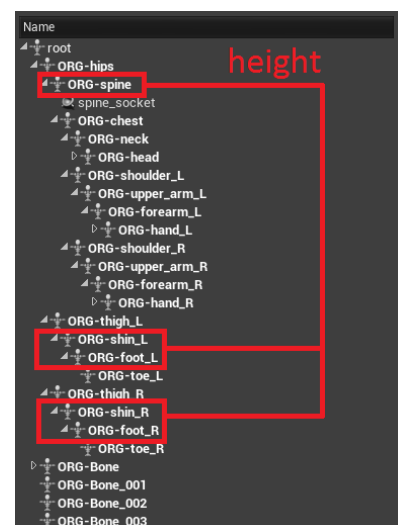 Name
height
root
ORG-hips
ORG-spine
spine_socket
ORG-chest
ORG-neck
ORG-head
ORG-shoulder_L
ORG-upper_arm_L
ORG-forearm_L
ORG-hand_L
ORG-shoulder_R
ORG-upper_arm_R
ORG-forearm_R
ORG-hand_R
ORG-thigh_L
ORG-shin_L
ORG-foot_L
ORG-toe_L
ORG-thigh_R
ORG-shin_R
ORG-foot_R
ORG-toe_R
ORG-Bone
ORG-Bone_001
ORG-Bone_002
ORG-Bone_003